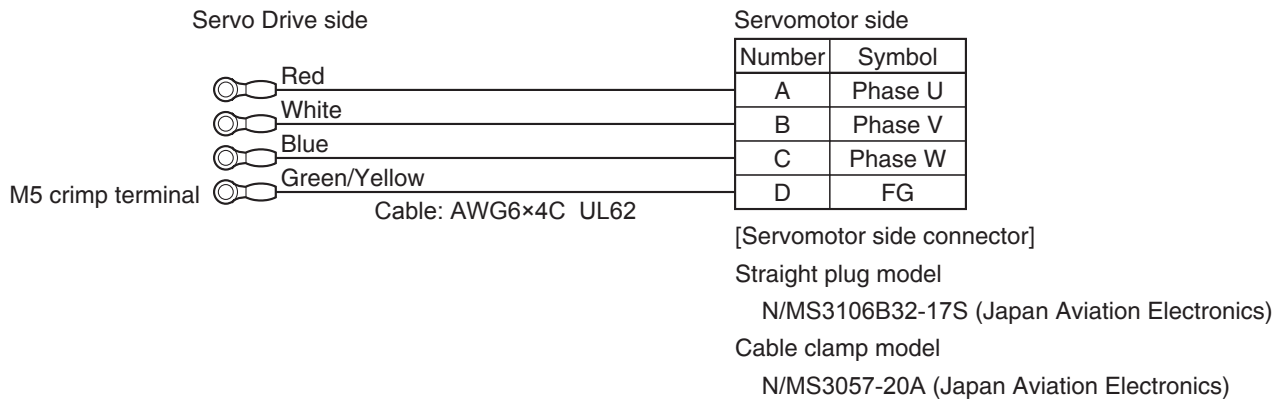 Servo Drive side
Servomotor side
Number Symbol
Red
A Phase U
White
B Phase V
Blue
C Phase W
Green/Yellow
M5 crimp terminal
D FG
Cable: AWG6×4C UL62
[Servomotor side connector]
Straight plug model
N/MS3106B32-17S (Japan Aviation Electronics)
Cable clamp model
N/MS3057-20A (Japan Aviation Electronics)